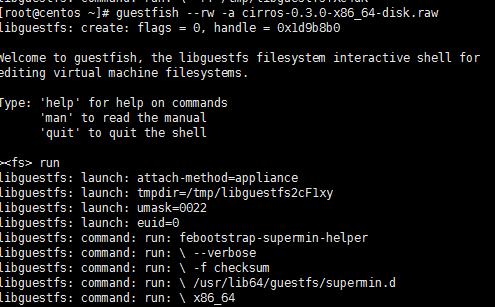 [root@centos ~]# guestfish --rw -a cirros-0.3.0-x86_64-disk.raw
libguestfs: create: flags = 0, handle = 0x1d9b8b0
Welcome to guestfish, the libguestfs filesystem interactive shell for
editing virtual machine filesystems.
Type: 'help' for help on commands
'man' to read the manual
'quit' to quit the shell
><fs> run
libguestfs: launch: attach-method=appliance
libguestfs: launch: tmpdir=/tmp/libguestfs2cF1xy
libguestfs: launch: umask=0022
libguestfs: launch: euid=0
libguestfs: command: run: febootstrap-supermin-helper
libguestfs: command: run: \ --verbose
libguestfs: command: run: \ -f checksum
libguestfs: command: run: \ /usr/lib64/guestfs/supermin.d
libguestfs: command: run: \ x86_64